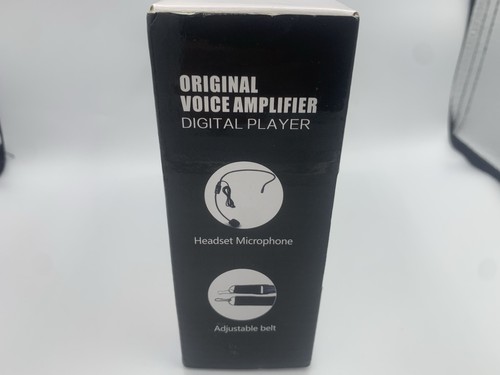 ORIGINAL
VOICE AMPLIFIER
DIGITAL PLAYER
Headset Microphone
Adjustable belt